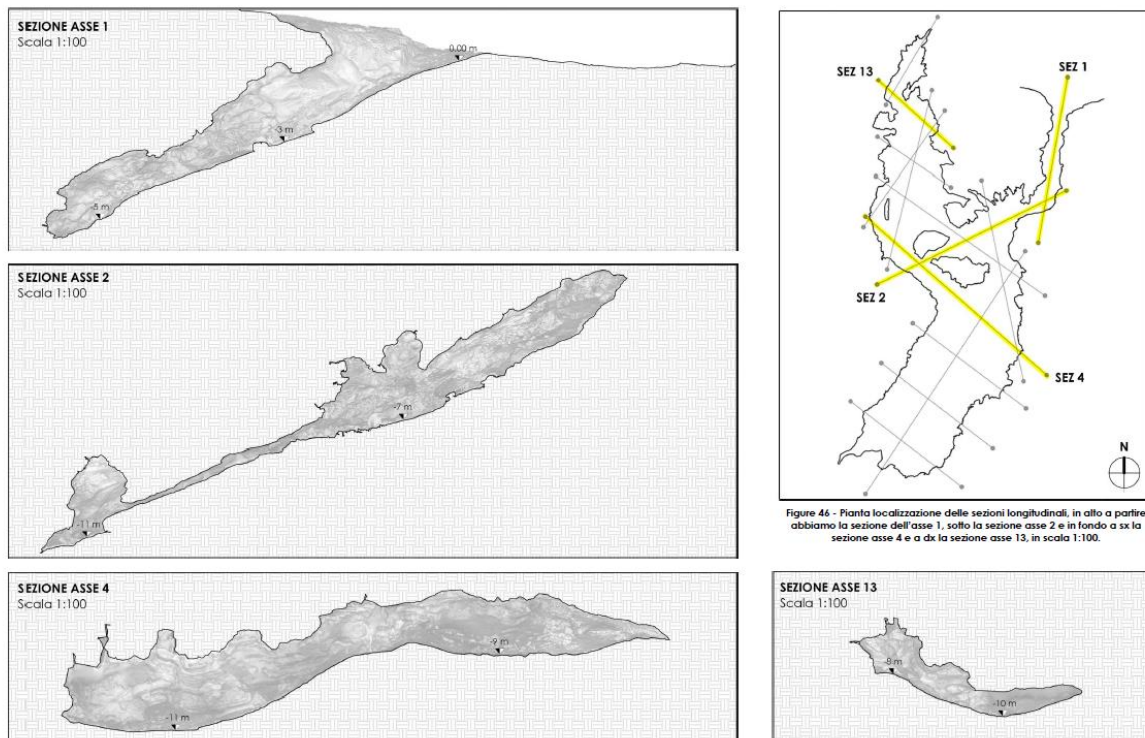 SEZIONE ASSE 1
Scala 1:100
0.00 m
-3 m
-5 m
SEZIONE ASSE 2
Scala 1:100
-7 m
-11 m
SEZIONE ASSE 4
Scala 1:100
-9 m
-11 m
SEZ 13
SEZ 1
SEZ 2
SEZ 4
N
Figure 46 - Pianta localizzazione delle sezioni longitudinali, in alto a partire
abbiamo la sezione dell'asse 1, sotto la sezione asse 2 e in fondo a sx la
sezione asse 4 e a dx la sezione asse 13, in scala 1:100.
SEZIONE ASSE 13
Scala 1:100
-8 m
-10 m